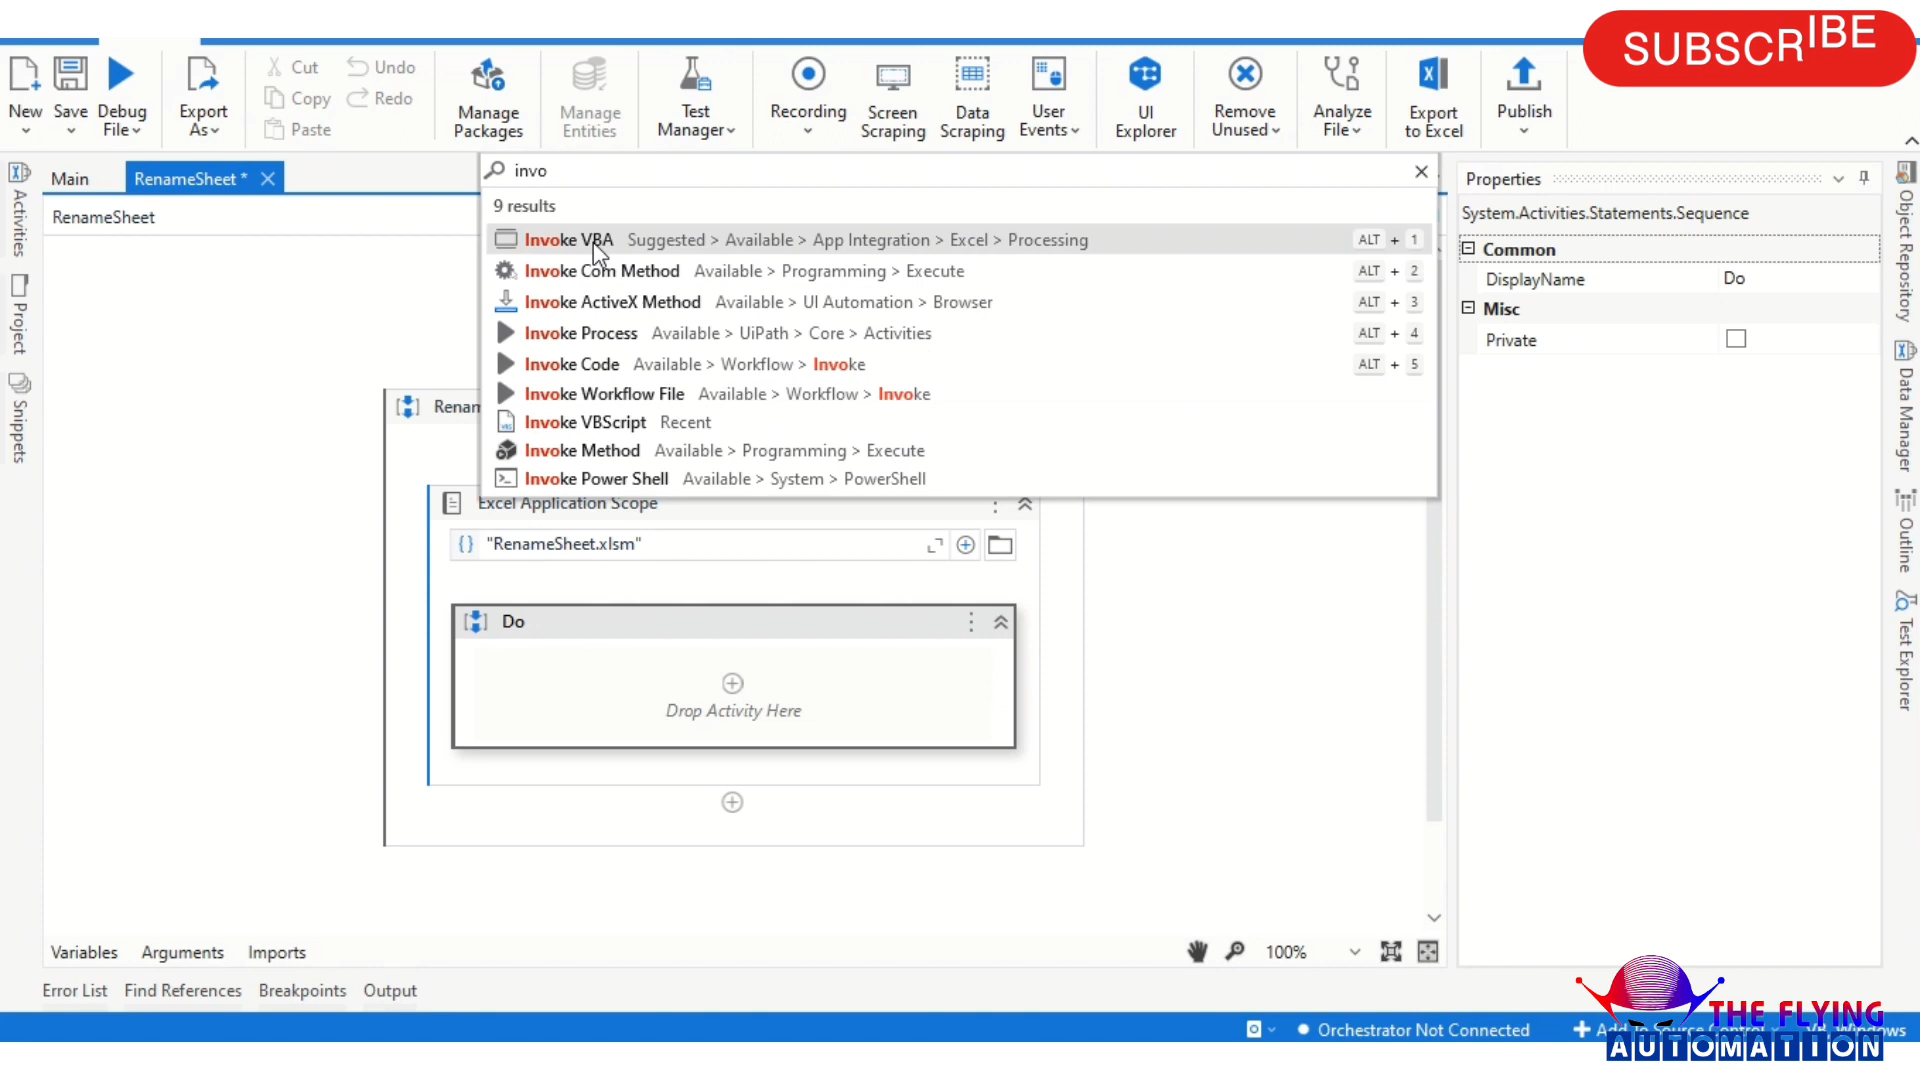 SUBSCRIBE
New
Save
Debug File
Export As
Cut
Copy
Paste
Undo
Redo
Manage Packages
Manage Entities
Test Manager
Recording
Screen Scraping
Data Scraping
User Events
UI Explorer
Remove Unused
Analyze File
Export to Excel
Publish
Main
RenameSheet *
RenameSheet
invo
9 results
Invoke VBA Suggested > Available > App Integration > Excel > Processing ALT + 1
Invoke Com Method Available > Programming > Execute ALT + 2
Invoke ActiveX Method Available > UI Automation > Browser ALT + 3
Invoke Process Available > UiPath > Core > Activities ALT + 4
Invoke Code Available > Workflow > Invoke ALT + 5
Invoke Workflow File Available > Workflow > Invoke
Invoke VBScript Recent
Invoke Method Available > Programming > Execute
Invoke Power Shell Available > System > PowerShell
Renam
Excel Application Scope
"RenameSheet.xlsm"
Do
Drop Activity Here
Activities
Project
Snippets
Properties
System.Activities.Statements.Sequence
Common
DisplayName Do
Misc
Private
Object Repository
Data Manager
Outline
Test Explorer
Variables Arguments Imports
100%
Error List Find References Breakpoints Output
Orchestrator Not Connected
Add to Source Control
VB, Windows
THE FLYING
AUTOMATION